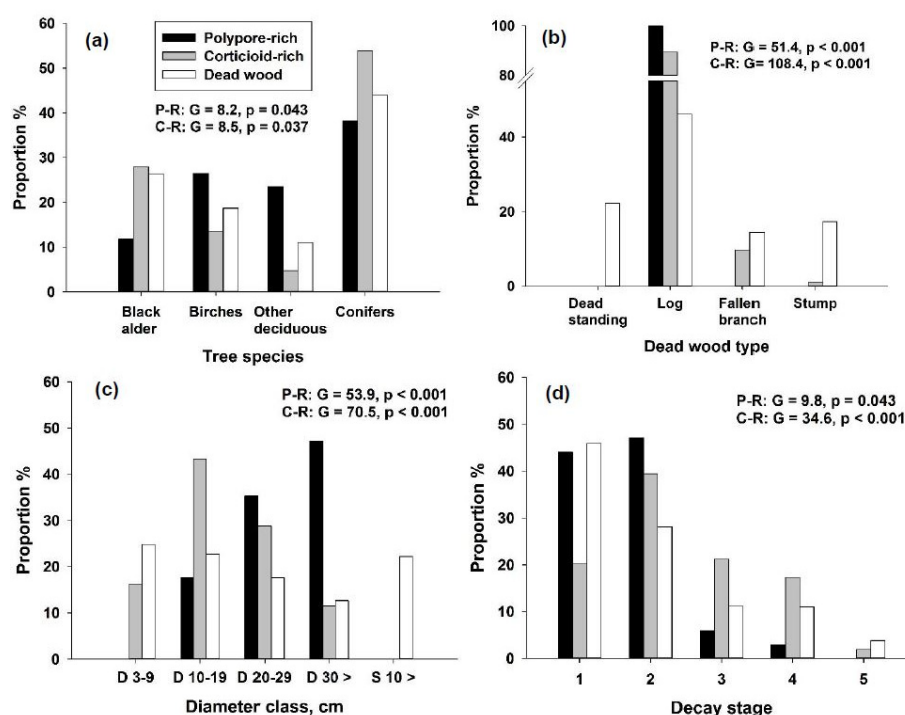 (a)
Polypore-rich
Corticioid-rich
Dead wood
P-R: G = 8.2, p = 0.043
C-R: G = 8.5, p = 0.037
Proportion %
60
50
40
30
20
10
0
Black alder
Birches
Other deciduous
Conifers
Tree species
(b)
P-R: G = 51.4, p < 0.001
C-R: G= 108.4, p < 0.001
Proportion %
100
80
40
20
0
Dead standing
Log
Fallen branch
Stump
Dead wood type
(c)
P-R: G = 53.9, p < 0.001
C-R: G = 70.5, p < 0.001
Proportion %
60
50
40
30
20
10
0
D 3-9
D 10-19
D 20-29
D 30 >
S 10 >
Diameter class, cm
(d)
P-R: G = 9.8, p = 0.043
C-R: G = 34.6, p < 0.001
Proportion %
60
50
40
30
20
10
0
1
2
3
4
5
Decay stage